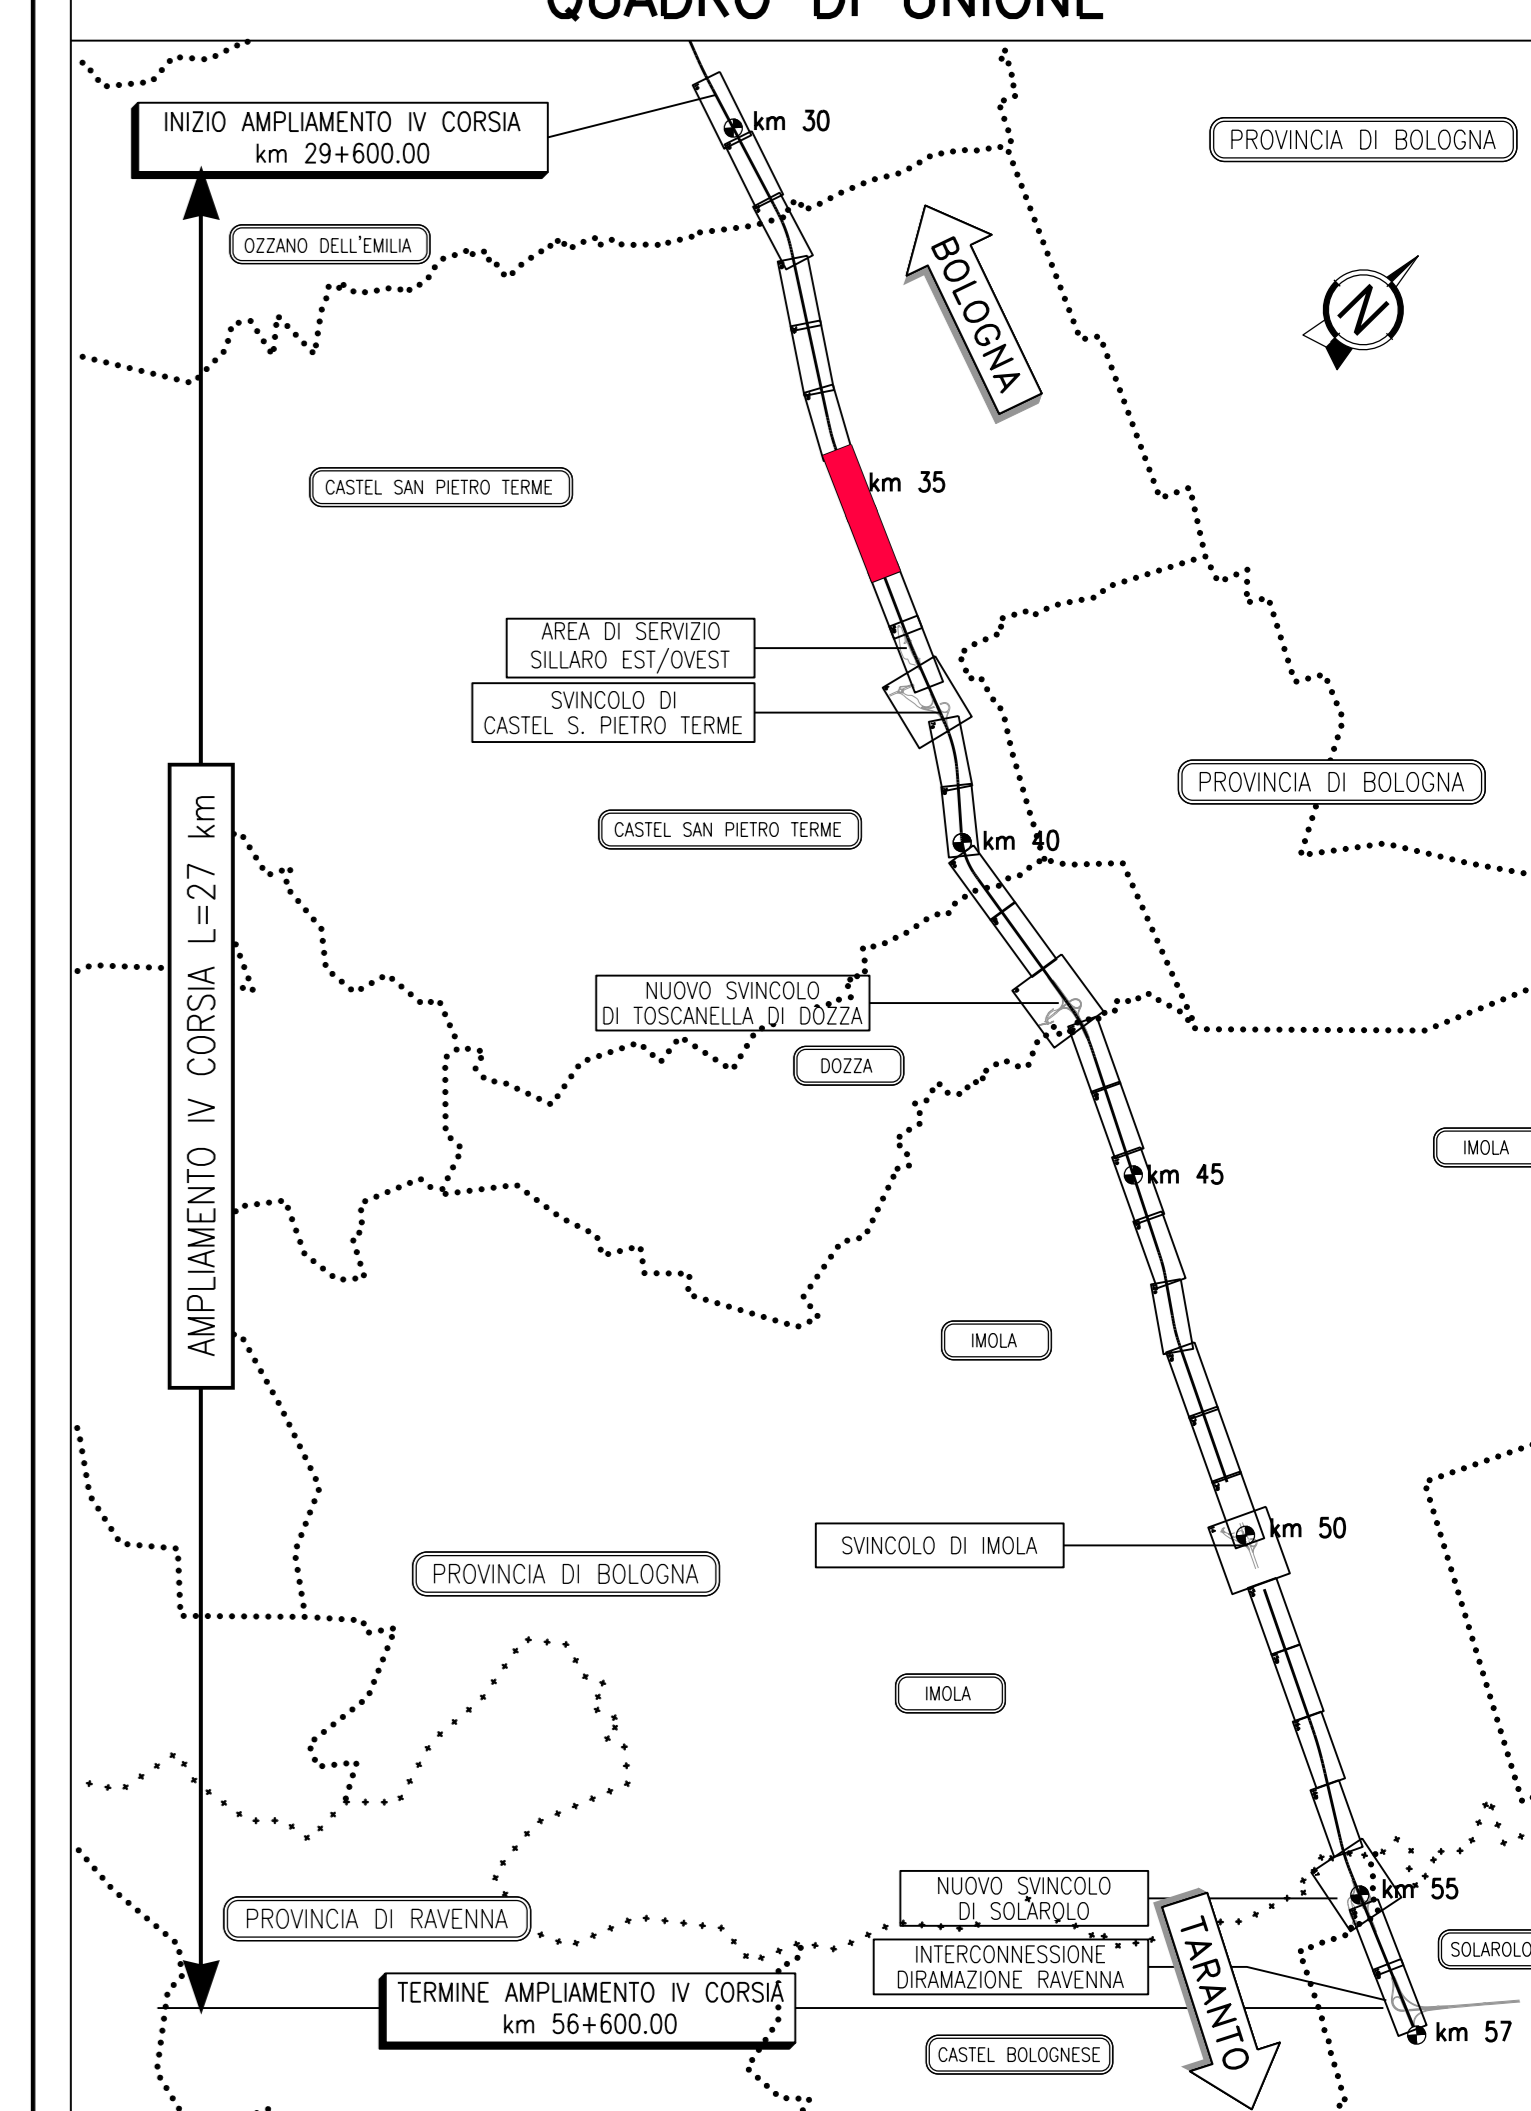 QUADRO DI UNIONE
INIZIO AMPLIAMENTO IV CORSIA
km 29+600.00
km 30
PROVINCIA DI BOLOGNA
OZZANO DELL'EMILIA
BOLOGNA
N
CASTEL SAN PIETRO TERME
km 35
AREA DI SERVIZIO
SILLARO EST/OVEST
SVINCOLO DI
CASTEL S. PIETRO TERME
PROVINCIA DI BOLOGNA
CASTEL SAN PIETRO TERME
km 40
AMPLIAMENTO IV CORSIA L=27 km
NUOVO SVINCOLO
DI TOSCANELLA DI DOZZA
DOZZA
IMOLA
km 45
IMOLA
km 50
SVINCOLO DI IMOLA
PROVINCIA DI BOLOGNA
IMOLA
NUOVO SVINCOLO
DI SOLAROLO
km 55
PROVINCIA DI RAVENNA
TARANTO
SOLAROLO
INTERCONNESSIONE
DIRAMAZIONE RAVENNA
TERMINE AMPLIAMENTO IV CORSIA
km 56+600.00
km 57
CASTEL BOLOGNESE